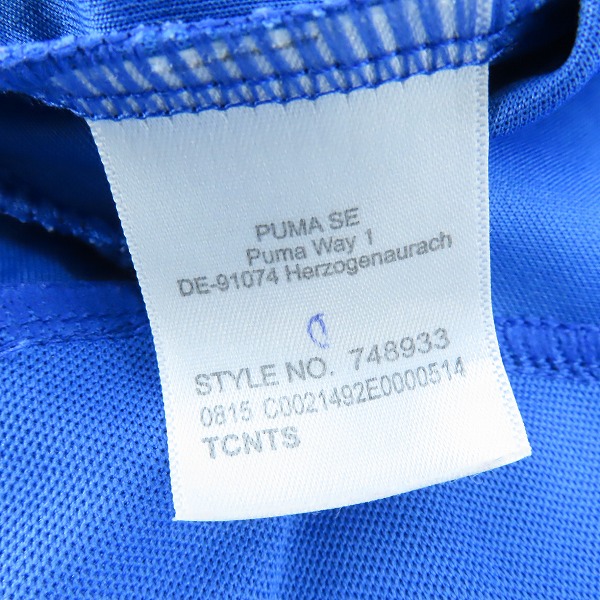 PUMA SE
Puma Way 1
DE-91074 Herzogenaurach
STYLE NO. 748933
0815 C0021492E0000514
TCNTS